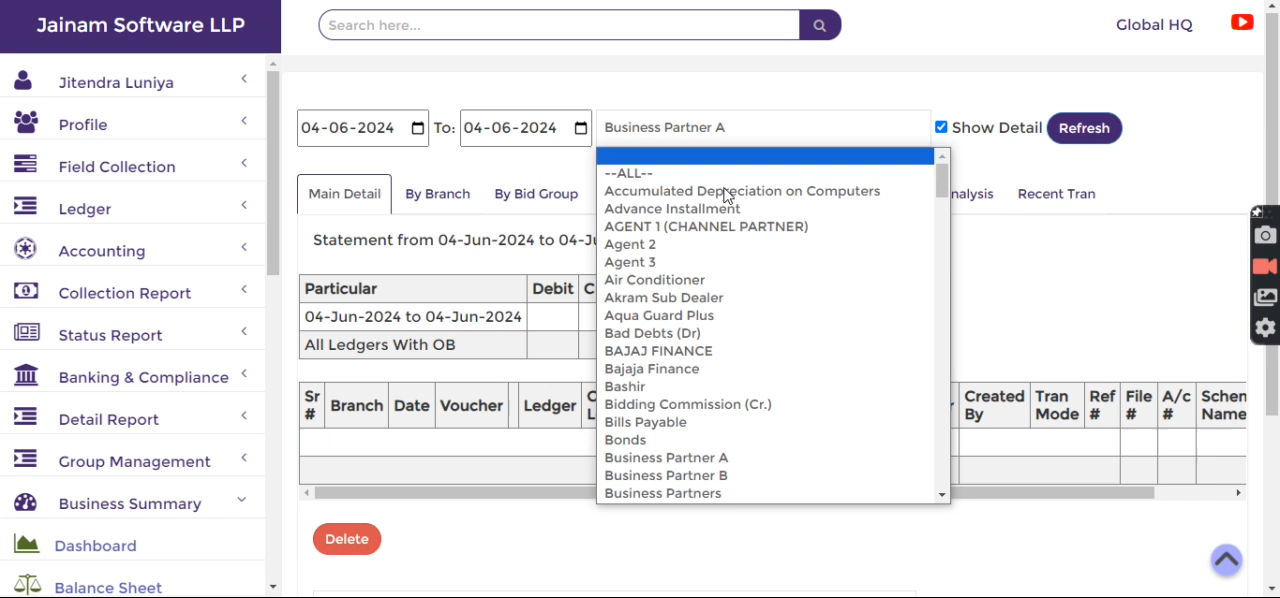 Jainam Software LLP
Search here...
Global HQ
Jitendra Luniya
Profile
Field Collection
Ledger
Accounting
Collection Report
Status Report
Banking & Compliance
Detail Report
Group Management
Business Summary
Dashboard
Balance Sheet
04-06-2024 To: 04-06-2024 Business Partner A Show Detail Refresh
Main Detail By Branch By Bid Group nalysis Recent Tran
Statement from 04-Jun-2024 to 04-Ju
Particular Debit C
04-Jun-2024 to 04-Jun-2024
All Ledgers With OB
Sr # Branch Date Voucher Ledger Created By Tran Mode Ref # File # A/c # Schem Name
--ALL--
Accumulated Depreciation on Computers
Advance Installment
AGENT 1 (CHANNEL PARTNER)
Agent 2
Agent 3
Air Conditioner
Akram Sub Dealer
Aqua Guard Plus
Bad Debts (Dr)
BAJAJ FINANCE
Bajaja Finance
Bashir
Bidding Commission (Cr.)
Bills Payable
Bonds
Business Partner A
Business Partner B
Business Partners
Delete